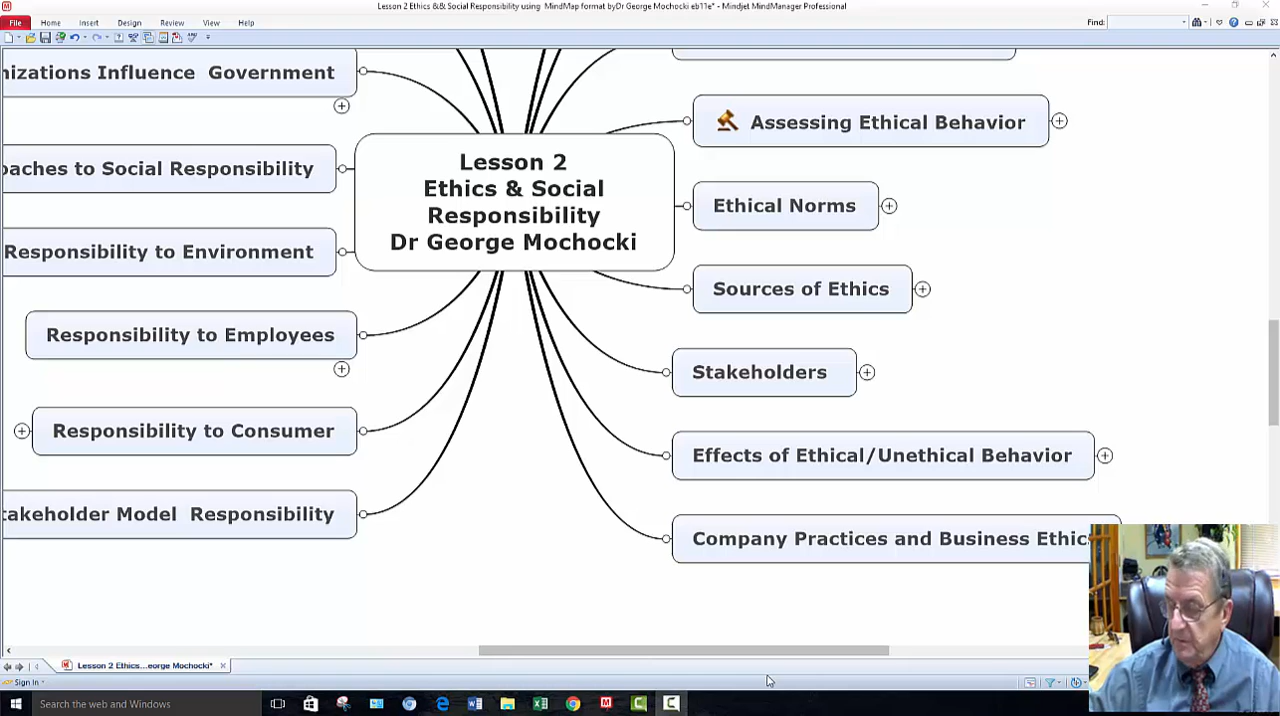 Lesson 2 Ethics && Social Responsibility using MindMap format byDr George Mochocki eb11e* - Mindjet MindManager Professional
File Home Insert Design Review View Help Find:
nizations Influence Government
Assessing Ethical Behavior
Lesson 2
Ethics & Social
Responsibility
Dr George Mochocki
oaches to Social Responsibility
Ethical Norms
Responsibility to Environment
Sources of Ethics
Responsibility to Employees
Stakeholders
Responsibility to Consumer
Effects of Ethical/Unethical Behavior
takeholder Model Responsibility
Company Practices and Business Ethics
Lesson 2 Ethics...eorge Mochocki*
Sign In
Search the web and Windows